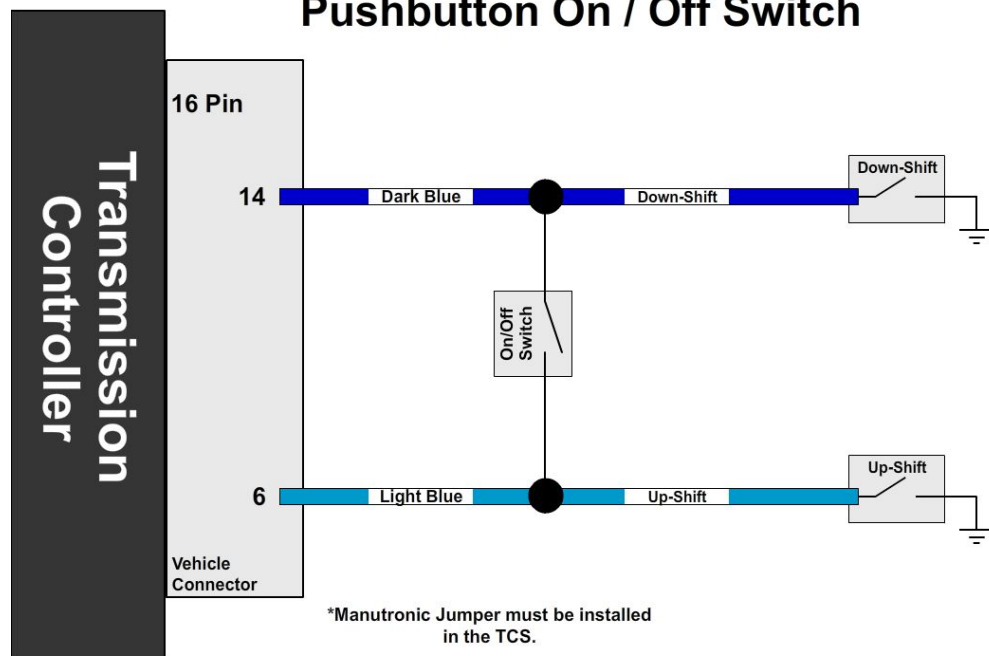 Pushbutton On / Off Switch
Transmission
Controller
16 Pin
14
Dark Blue
Down-Shift
Down-Shift
On/Off
Switch
6
Light Blue
Up-Shift
Up-Shift
Vehicle
Connector
*Manutronic Jumper must be installed
in the TCS.